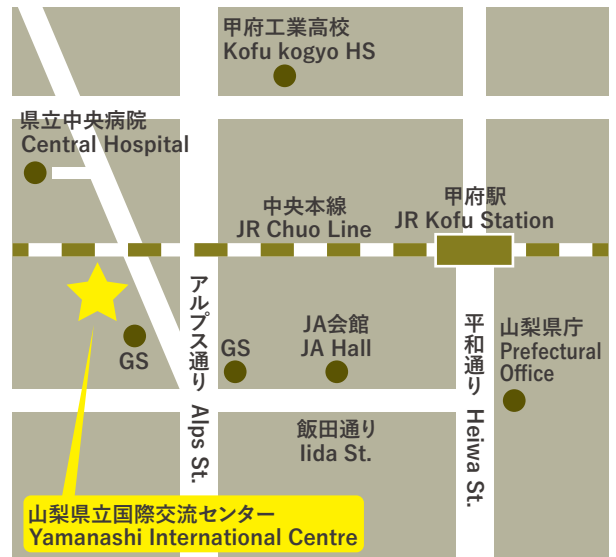 甲府工業高校
Kofu kogyo HS
県立中央病院
Central Hospital
中央本線
JR Chuo Line
甲府駅
JR Kofu Station
アルプス通り Alps St.
GS
GS
JA会館
JA Hall
平和通り Heiwa St.
山梨県庁
Prefectural
Office
飯田通り
Iida St.
山梨県立国際交流センター
Yamanashi International Centre